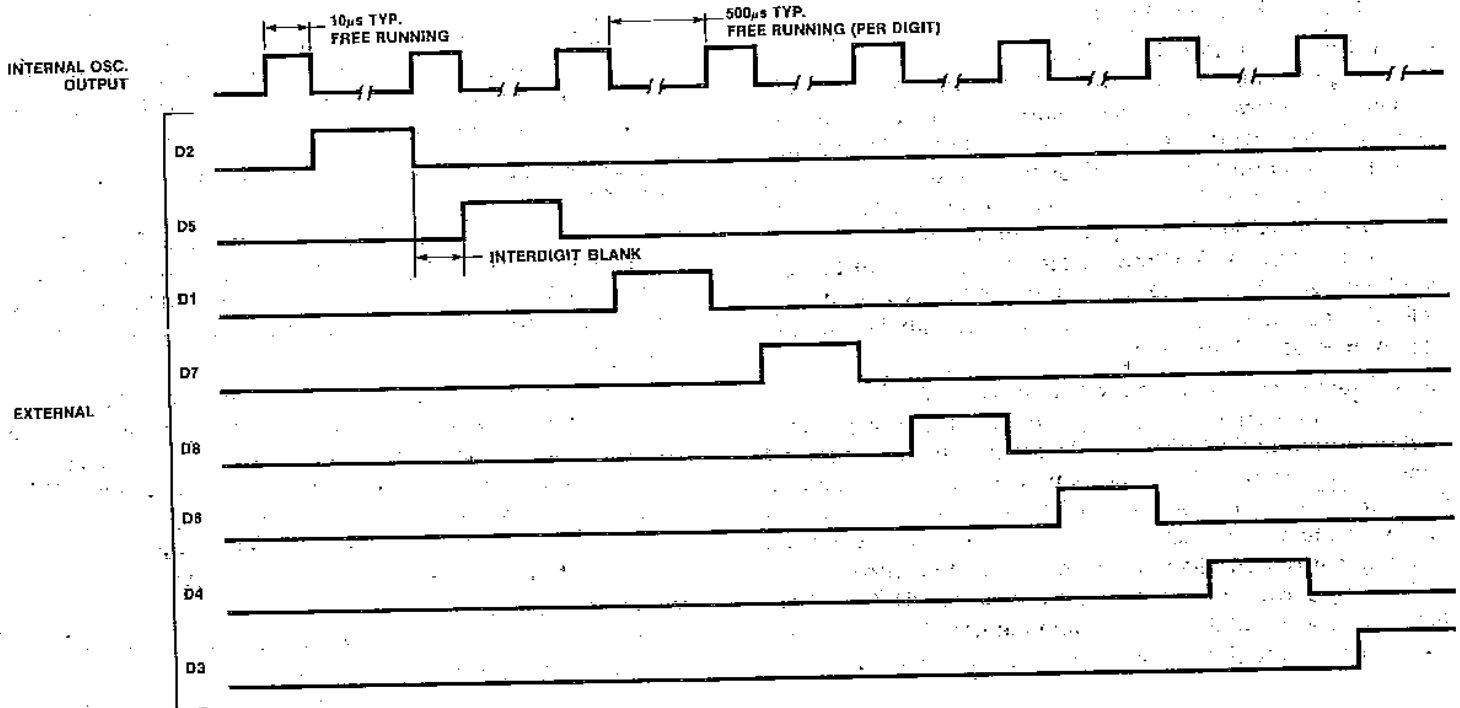 10μs TYP.
FREE RUNNING
500μs TYP.
FREE RUNNING (PER DIGIT)
INTERNAL OSC.
OUTPUT
D2
D5
INTERDIGIT BLANK
D1
D7
EXTERNAL
D8
D6
D4
D3